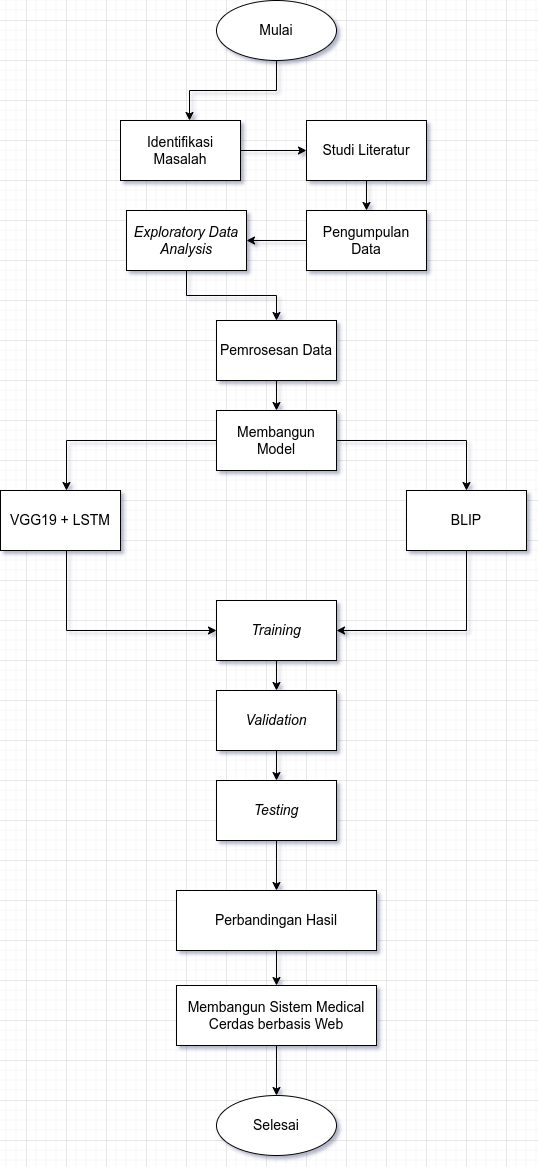 Mulai
Identifikasi
Masalah
Studi Literatur
Exploratory Data
Analysis
Pengumpulan
Data
Pemrosesan Data
Membangun
Model
VGG19 + LSTM
BLIP
Training
Validation
Testing
Perbandingan Hasil
Membangun Sistem Medical
Cerdas berbasis Web
Selesai